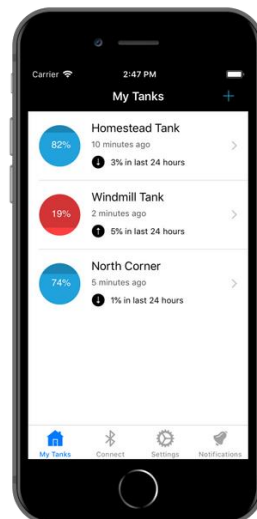 Carrier 2:47 PM
My Tanks +
82%
Homestead Tank
10 minutes ago
3% in last 24 hours
19%
Windmill Tank
2 minutes ago
5% in last 24 hours
74%
North Corner
5 minutes ago
1% in last 24 hours
My Tanks Connect Settings Notifications